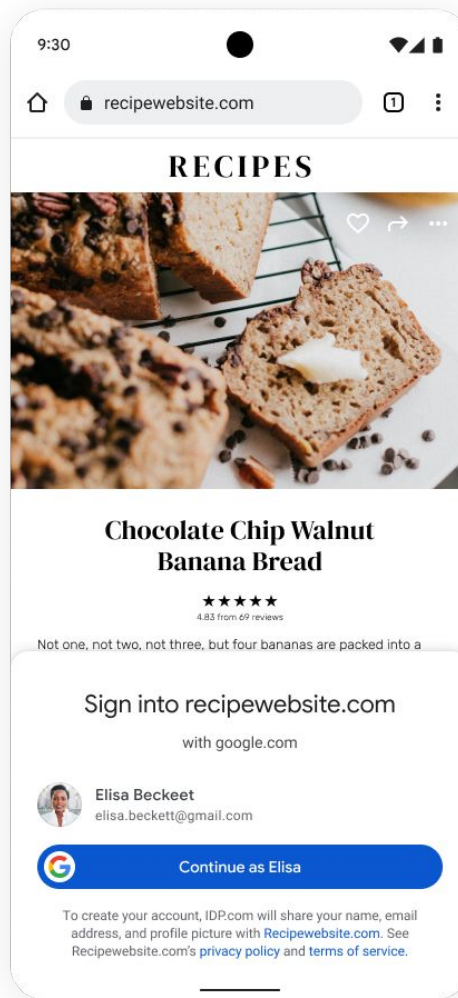 9:30
recipewebsite.com
1
RECIPES
Chocolate Chip Walnut
Banana Bread
★★★★★
4.83 from 69 reviews
Not one, not two, not three, but four bananas are packed into a
Sign into recipewebsite.com
with google.com
Elisa Beckeet
elisa.beckett@gmail.com
G
Continue as Elisa
To create your account, IDP.com will share your name, email
address, and profile picture with Recipewebsite.com. See
Recipewebsite.com's privacy policy and terms of service.